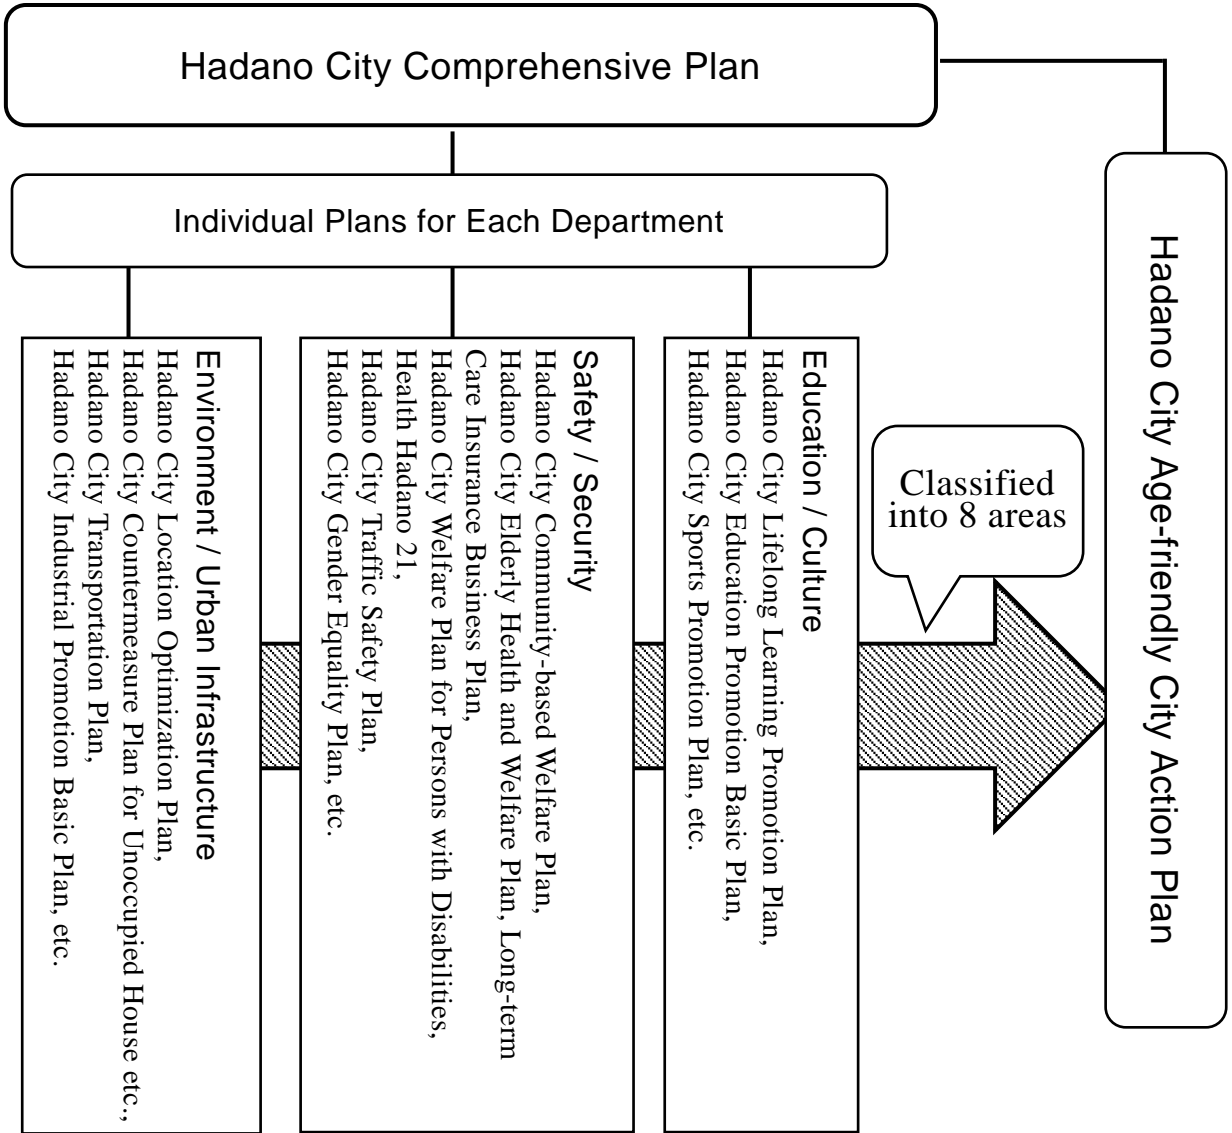 Hadano City Comprehensive Plan
Individual Plans for Each Department
Environment / Urban Infrastructure
Hadano City Location Optimization Plan,
Hadano City Countermeasure Plan for Unoccupied House etc.,
Hadano City Transportation Plan,
Hadano City Industrial Promotion Basic Plan, etc.
Safety / Security
Hadano City Community-based Welfare Plan,
Hadano City Elderly Health and Welfare Plan, Long-term
Care Insurance Business Plan,
Hadano City Welfare Plan for Persons with Disabilities,
Health Hadano 21,
Hadano City Traffic Safety Plan,
Hadano City Gender Equality Plan, etc.
Education / Culture
Hadano City Lifelong Learning Promotion Plan,
Hadano City Education Promotion Basic Plan,
Hadano City Sports Promotion Plan, etc.
Classified
into 8 areas
Hadano City Age-friendly City Action Plan